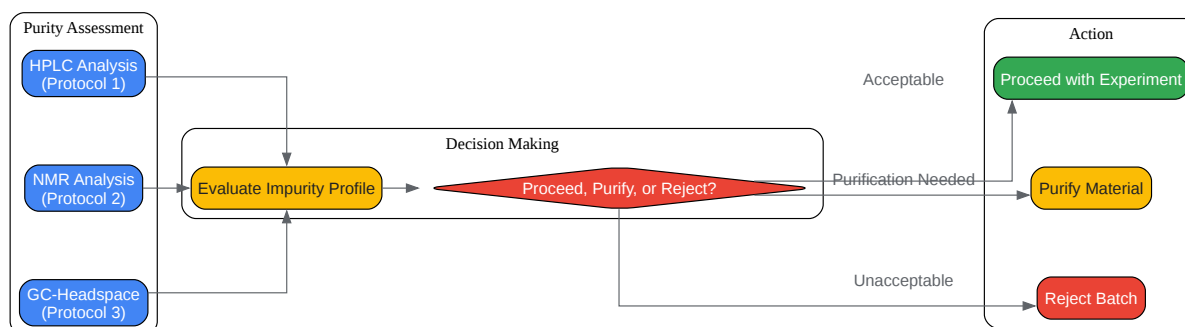 Purity Assessment
HPLC Analysis
(Protocol 1)
NMR Analysis
(Protocol 2)
GC-Headspace
(Protocol 3)
Decision Making
Evaluate Impurity Profile
Proceed, Purify, or Reject?
Acceptable
Purification Needed
Unacceptable
Action
Proceed with Experiment
Purify Material
Reject Batch